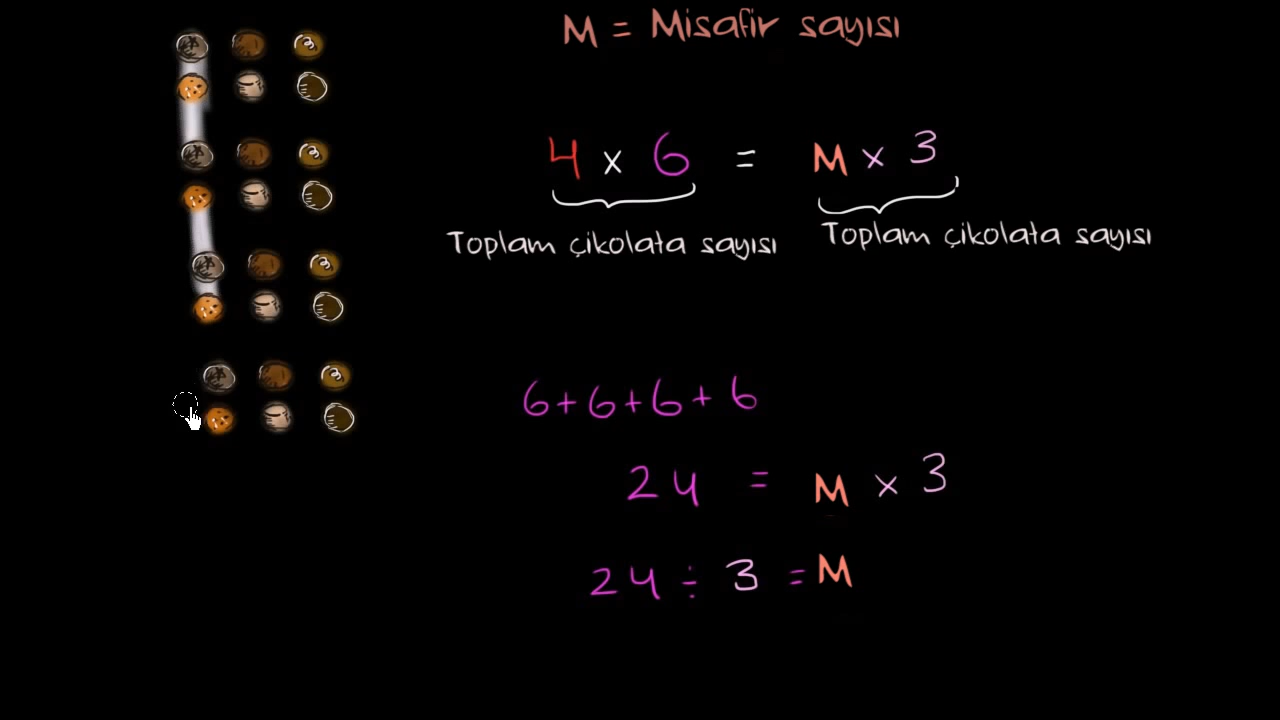 M = Misafir sayısı
4 x 6 = M x 3
Toplam çikolata sayısı Toplam çikolata sayısı
6 + 6 + 6 + 6
24 = M x 3
24 ÷ 3 = M